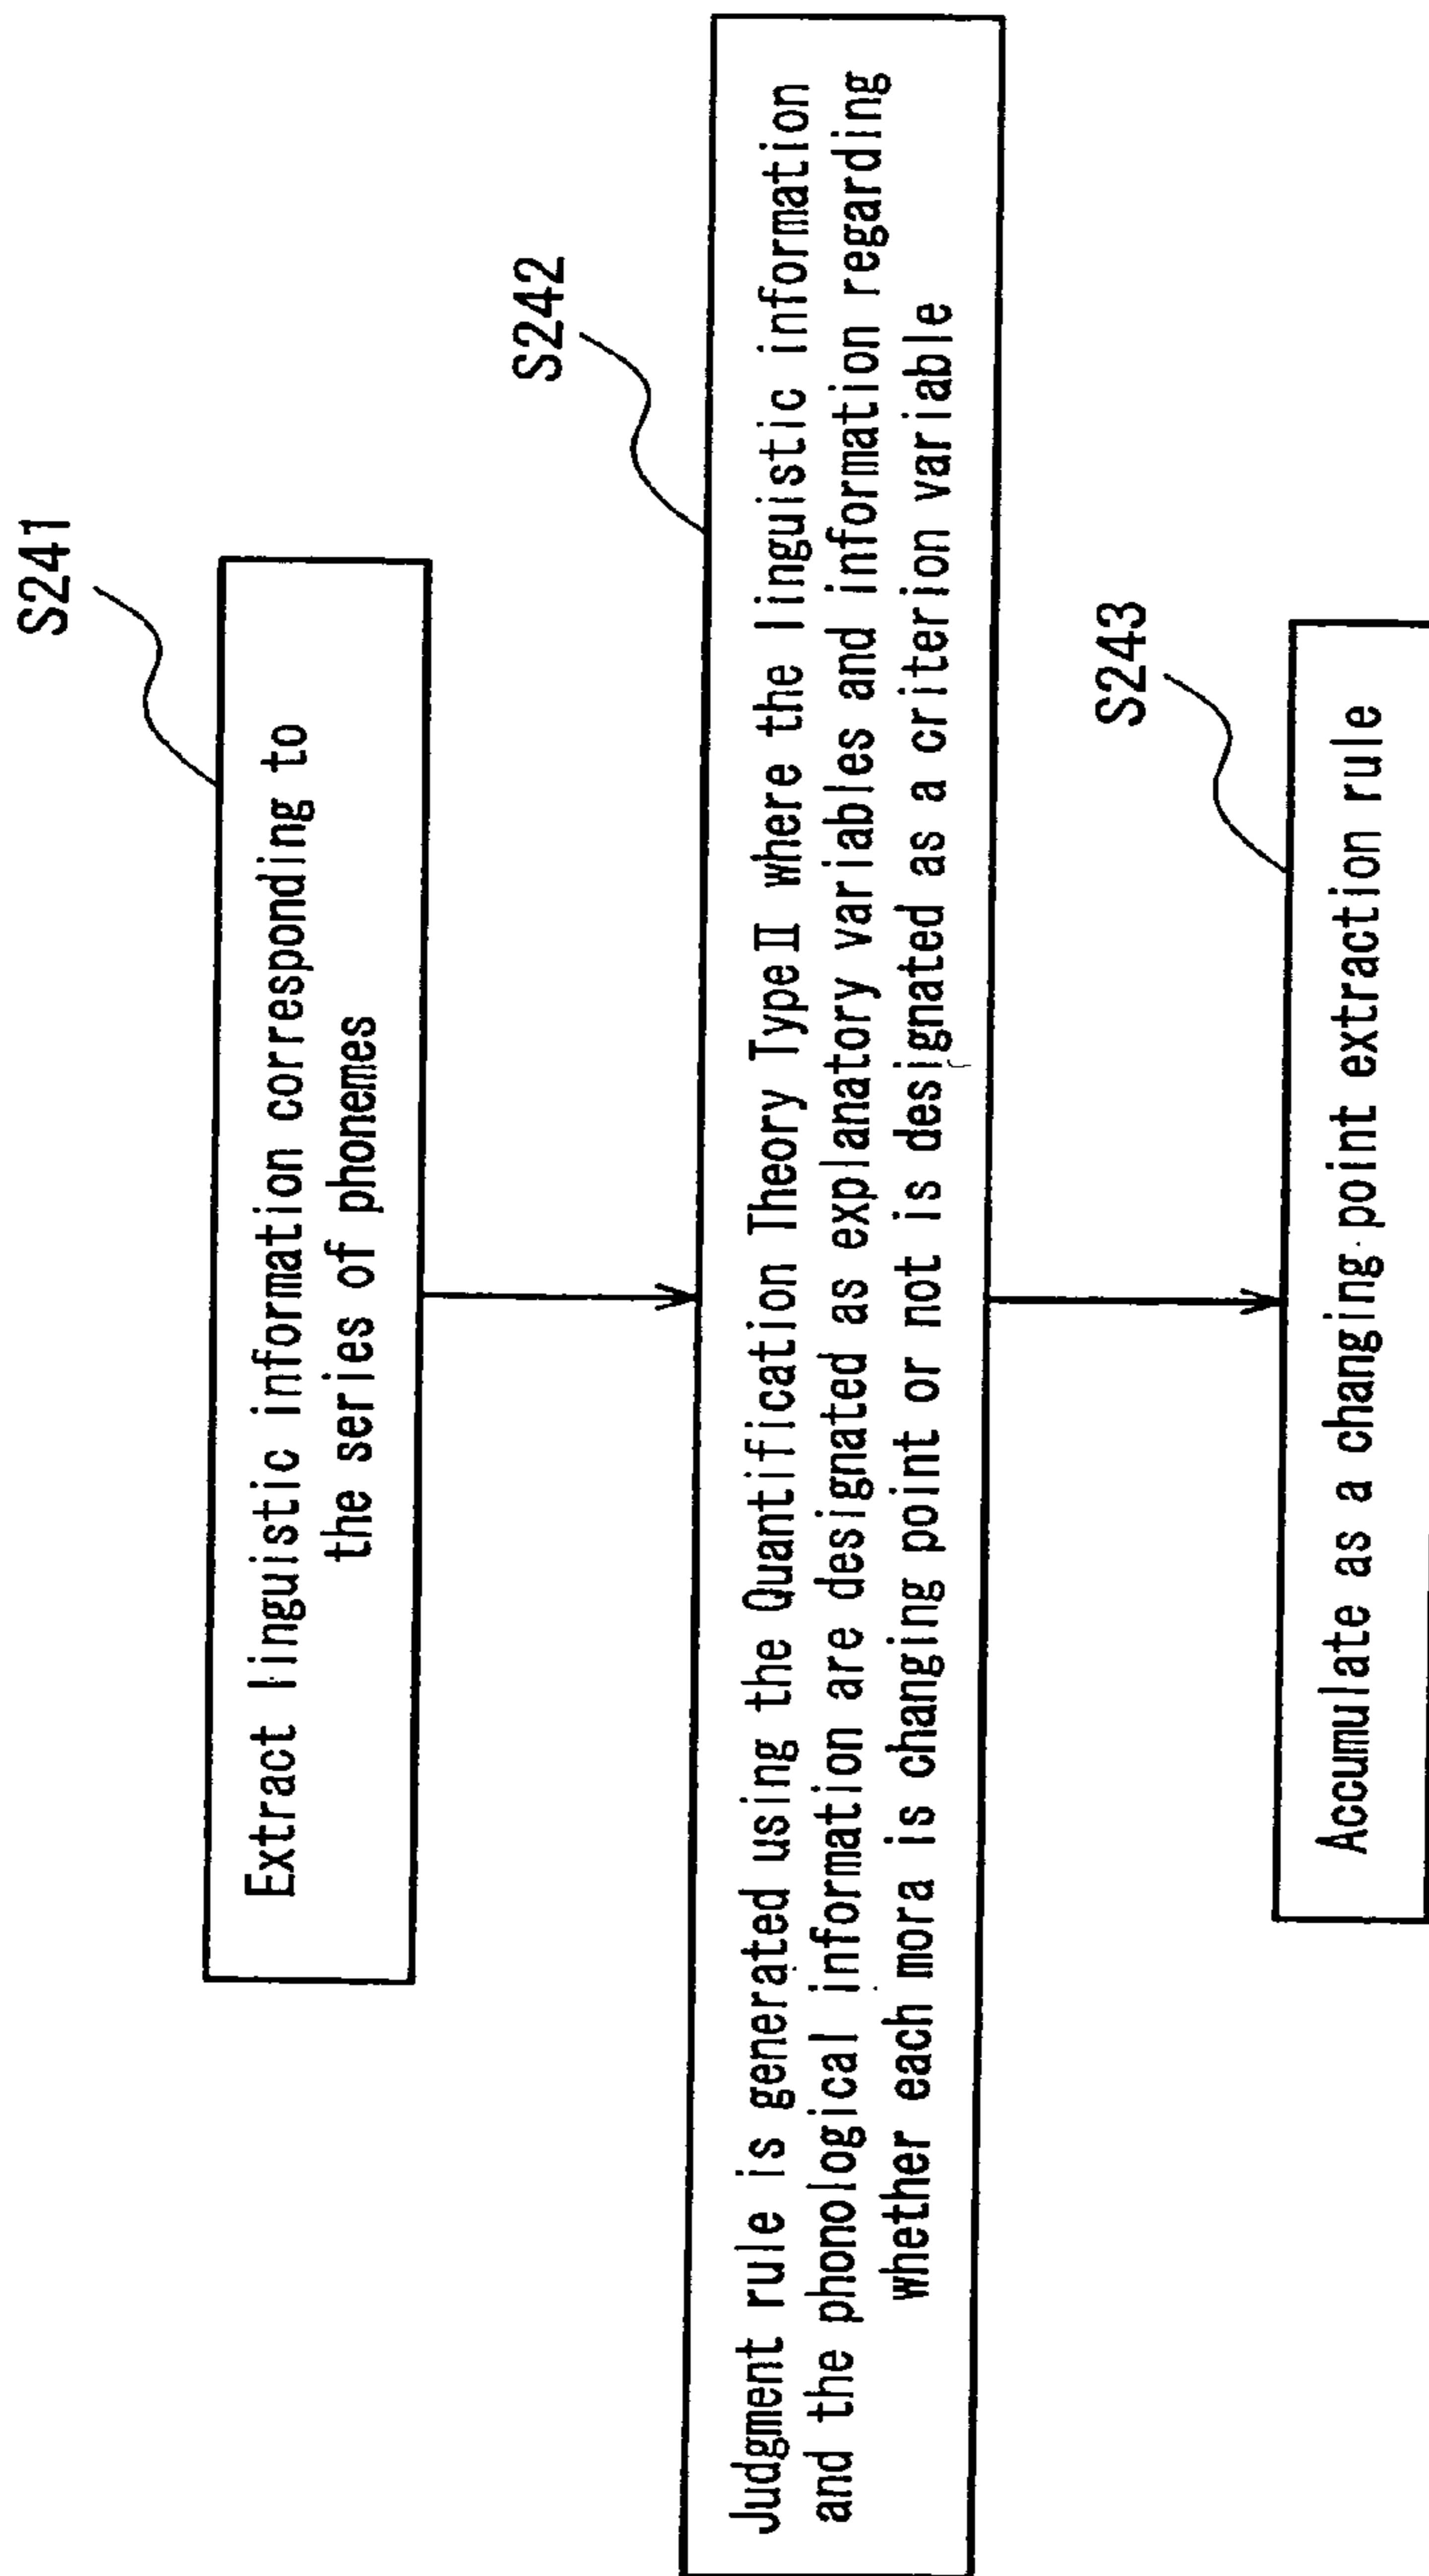 S241
Extract linguistic information corresponding to
the series of phonemes
S242
Judgment rule is generated using the Quantification Theory Type II where the linguistic information
and the phonological information are designated as explanatory variables and information regarding
whether each mora is changing point or not is designated as a criterion variable
S243
Accumulate as a changing point extraction rule